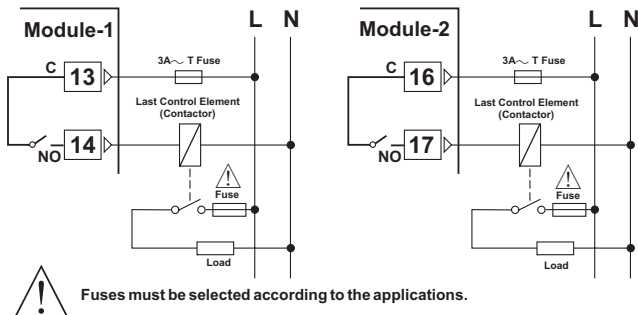 Module-1
L N
C 13
3A~ T Fuse
Last Control Element
(Contactor)
NO 14
!
Fuse
Load
Module-2
L N
C 16
3A~ T Fuse
Last Control Element
(Contactor)
NO 17
!
Fuse
Load
! Fuses must be selected according to the applications.